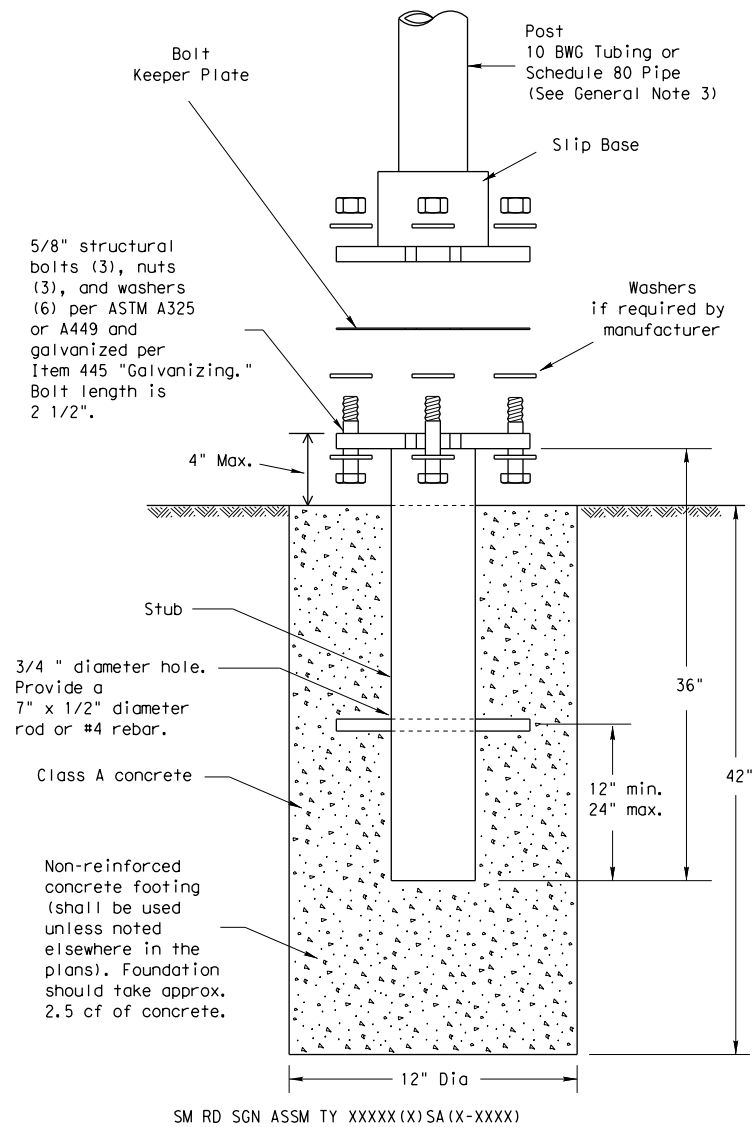 Bolt
Keeper Plate
Post
10 BWG Tubing or
Schedule 80 Pipe
(See General Note 3)
Slip Base
5/8" structural
bolts (3), nuts
(3), and washers
(6) per ASTM A325
or A449 and
galvanized per
Item 445 "Galvanizing."
Bolt length is
2 1/2".
Washers
if required by
manufacturer
4" Max.
Stub
3/4 " diameter hole.
Provide a
7" x 1/2" diameter
rod or #4 rebar.
36"
Class A concrete
12" min.
24" max.
42"
Non-reinforced
concrete footing
(shall be used
unless noted
elsewhere in the
plans). Foundation
should take approx.
2.5 cf of concrete.
12" Dia
SM RD SGN ASSM TY XXXXX(X)SA(X-XXXX)